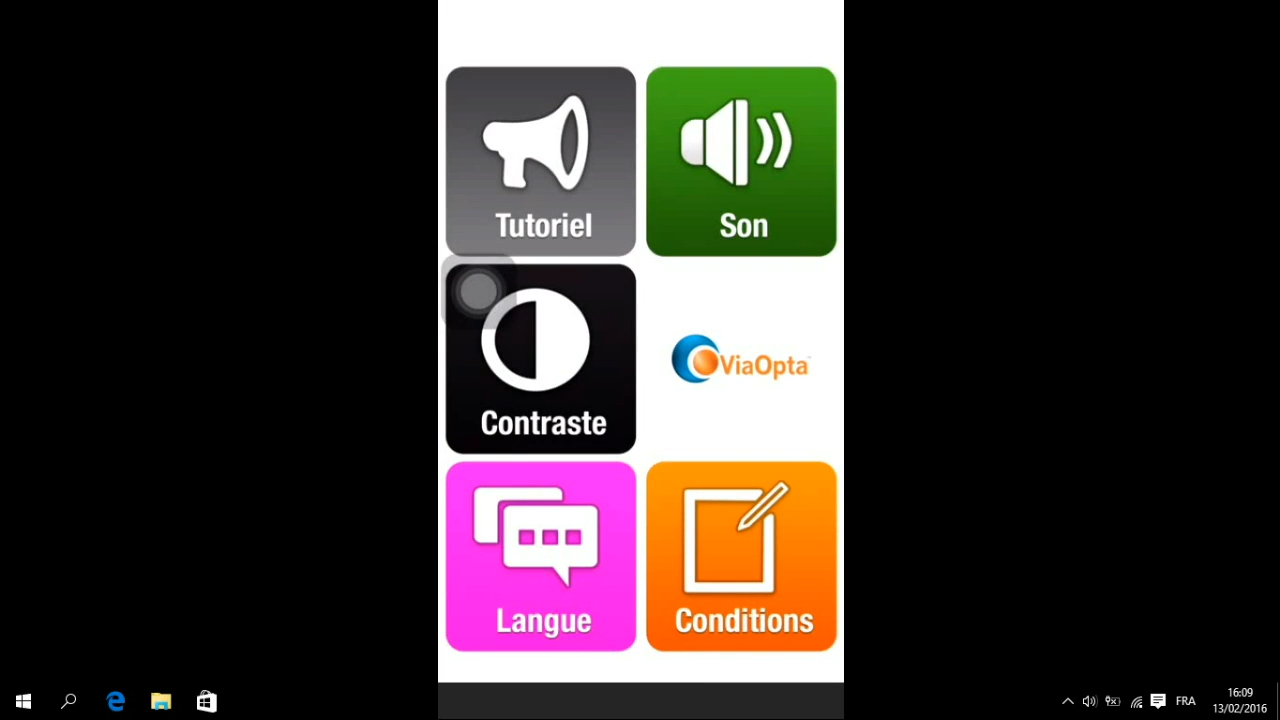 Tutoriel
Son
Contraste
ViaOpta
Langue
Conditions
FRA
16:09
13/02/2016